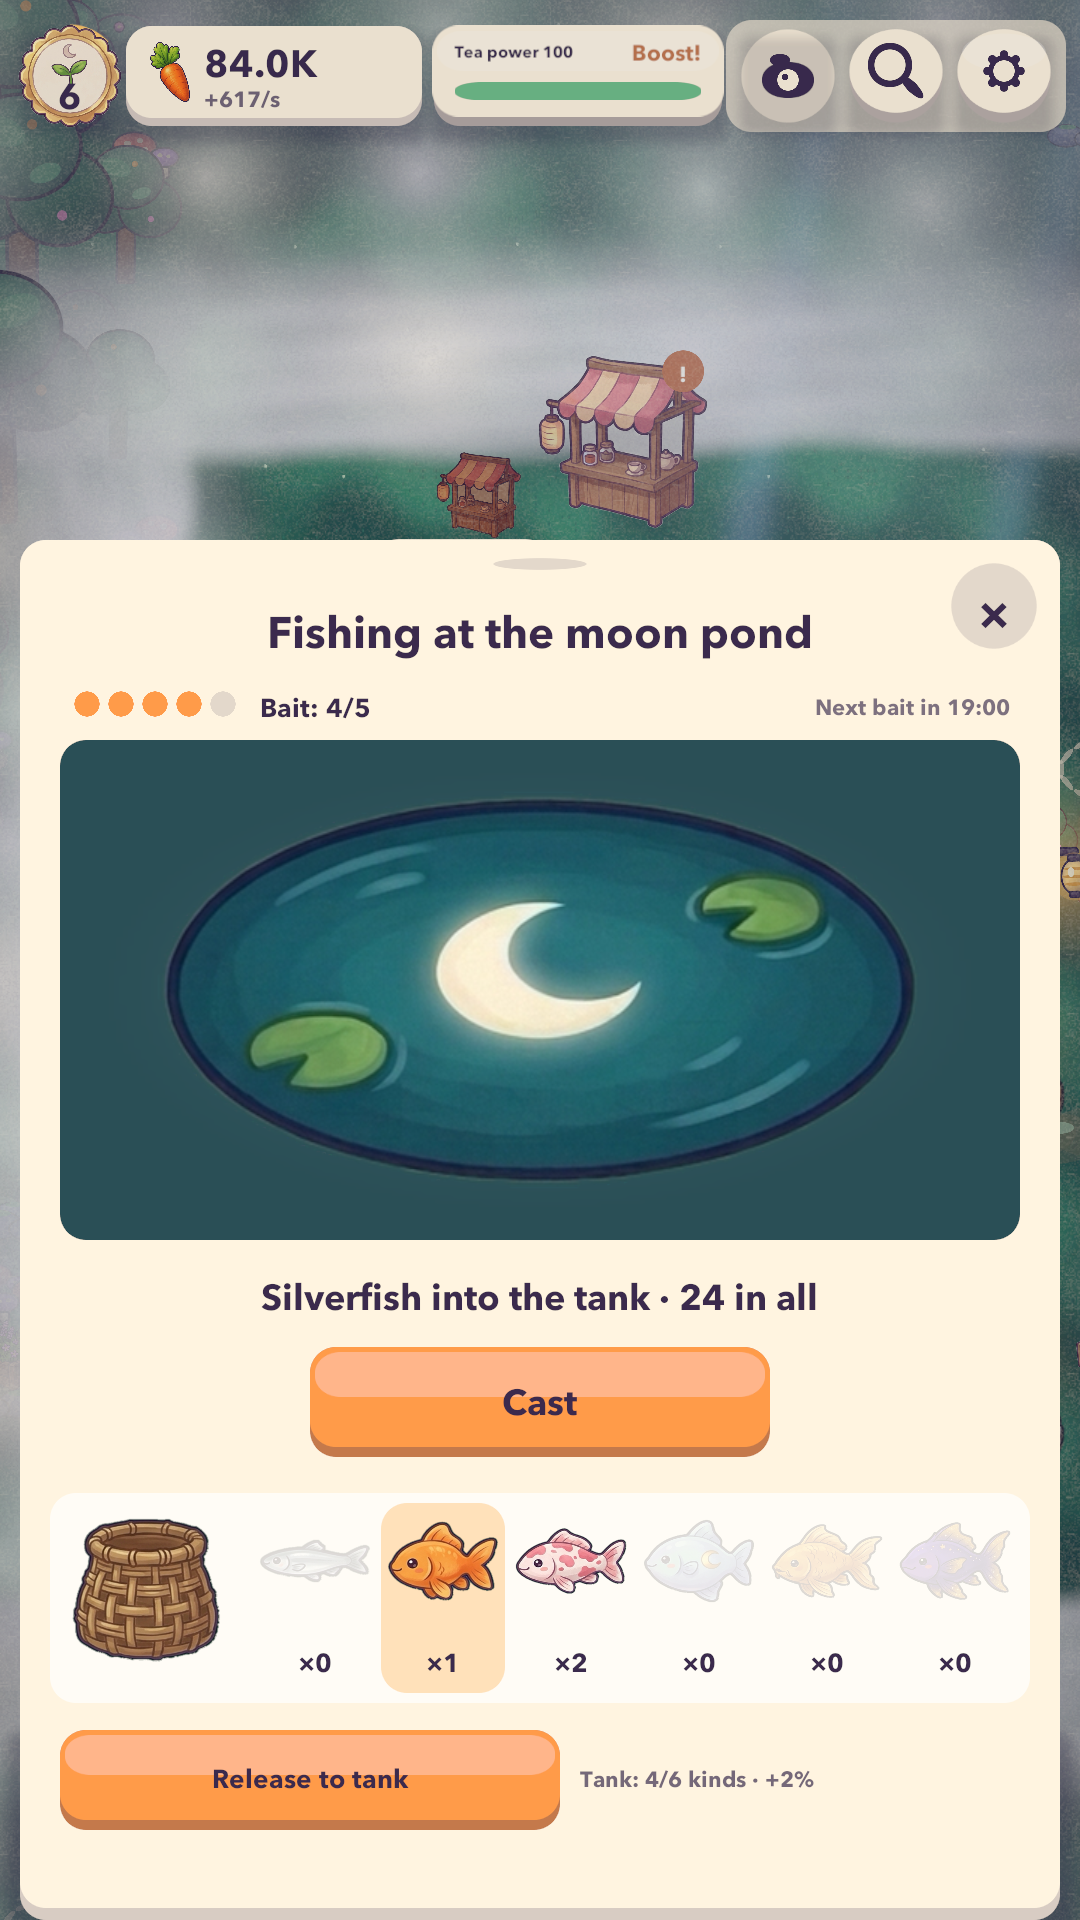 6
84.0K
+617/s
Tea power 100
Boost!
!
Fishing at the moon pond
×
Bait: 4/5
Next bait in 19:00
Silverfish into the tank · 24 in all
Cast
×0
×1
×2
×0
×0
×0
Release to tank
Tank: 4/6 kinds · +2%